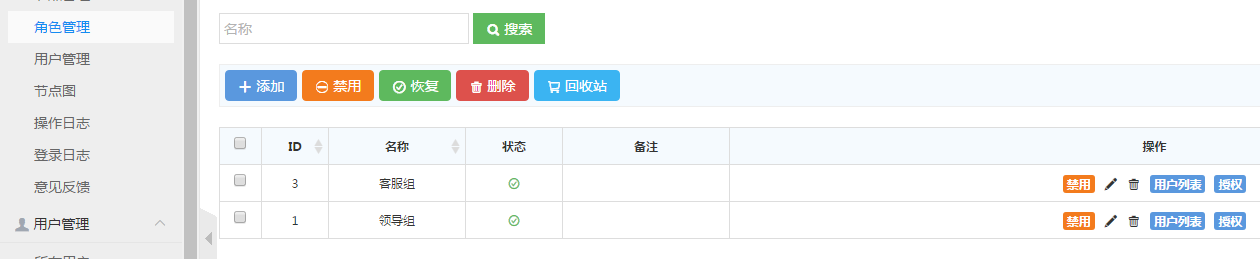 角色管理
用户管理
节点图
操作日志
登录日志
意见反馈
用户管理
名称
搜索
添加 禁用 恢复 删除 回收站
ID 名称 状态 备注 操作
3 客服组 禁用 用户列表 授权
1 领导组 禁用 用户列表 授权